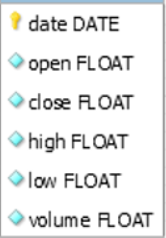 date DATE
open FLOAT
close FLOAT
high FLOAT
low FLOAT
volume FLOAT